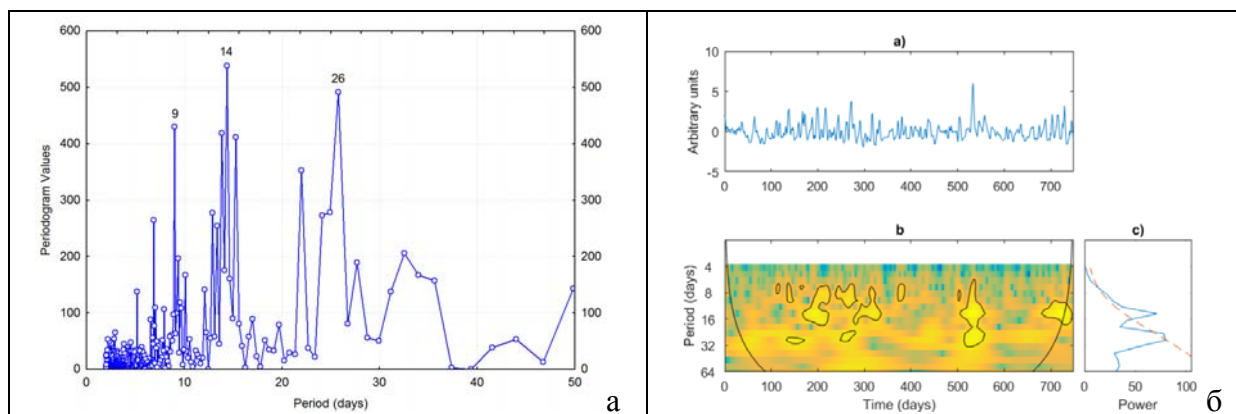 600
500
400
300
200
100
0
Periodogram Values
9
14
26
600
500
400
300
200
100
0
0 10 20 30 40 50
Period (days)
а
a)
10
5
0
-5
Arbitrary units
0 100 200 300 400 500 600 700
b
4
8
16
32
64
Period (days)
0 100 200 300 400 500 600 700
Time (days)
c)
0 50 100
Power
б